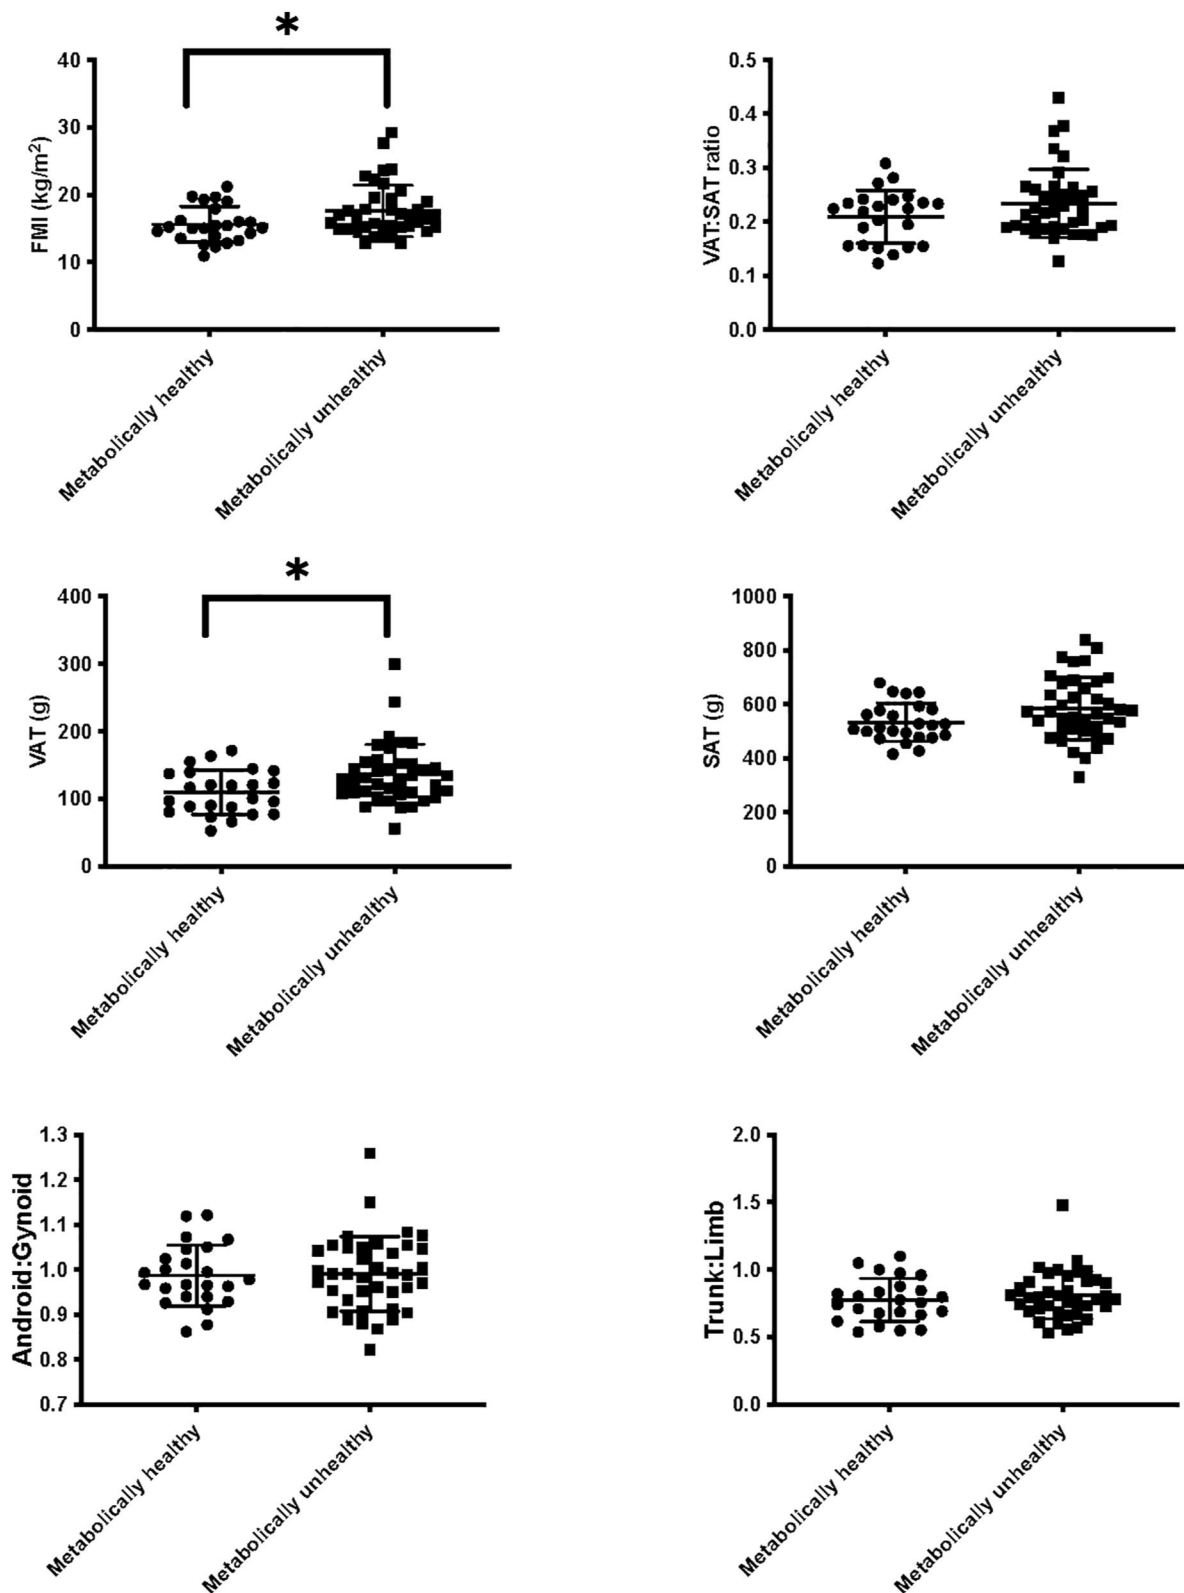 *
40
30
20
10
0
FMI (kg/m²)
Metabolically healthy
Metabolically unhealthy
0.5
0.4
0.3
0.2
0.1
0.0
VAT:SAT ratio
Metabolically healthy
Metabolically unhealthy
*
400
300
200
100
0
VAT (g)
Metabolically healthy
Metabolically unhealthy
1000
800
600
400
200
0
SAT (g)
Metabolically healthy
Metabolically unhealthy
1.3
1.2
1.1
1.0
0.9
0.8
0.7
Android:Gynoid
Metabolically healthy
Metabolically unhealthy
2.0
1.5
1.0
0.5
0.0
Trunk:Limb
Metabolically healthy
Metabolically unhealthy